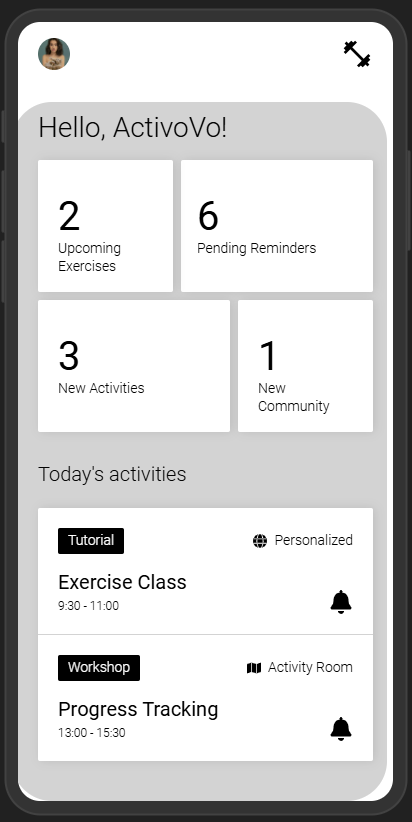 Hello, ActivoVo!
2
Upcoming
Exercises
6
Pending Reminders
3
New Activities
1
New
Community
Today's activities
Tutorial
Personalized
Exercise Class
9:30 - 11:00
Workshop
Activity Room
Progress Tracking
13:00 - 15:30